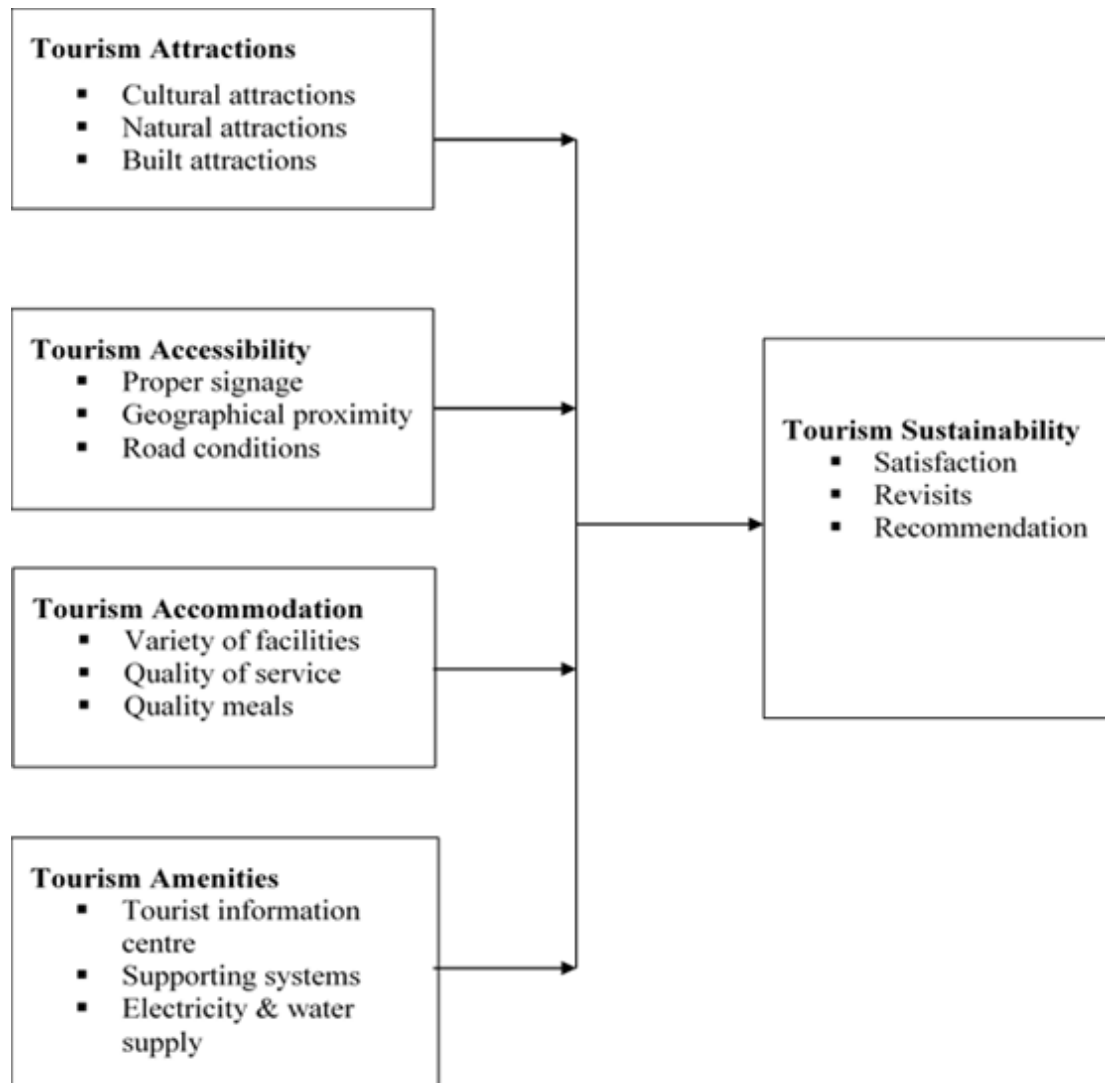 Tourism Attractions
▪ Cultural attractions
▪ Natural attractions
▪ Built attractions
Tourism Accessibility
▪ Proper signage
▪ Geographical proximity
▪ Road conditions
Tourism Accommodation
▪ Variety of facilities
▪ Quality of service
▪ Quality meals
Tourism Amenities
▪ Tourist information
centre
▪ Supporting systems
▪ Electricity & water
supply
Tourism Sustainability
▪ Satisfaction
▪ Revisits
▪ Recommendation